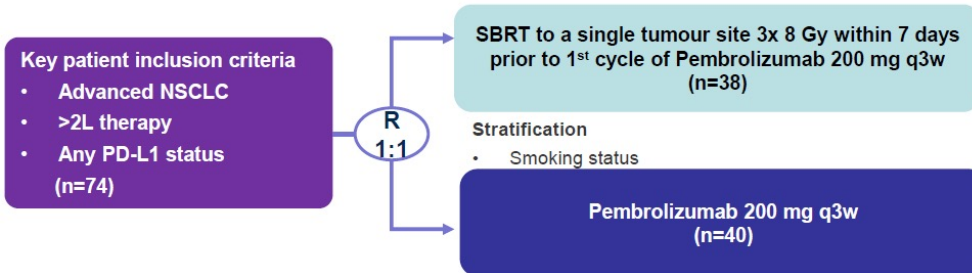 Key patient inclusion criteria
• Advanced NSCLC
• >2L therapy
• Any PD-L1 status
(n=74)
R
1:1
SBRT to a single tumour site 3x 8 Gy within 7 days
prior to 1st cycle of Pembrolizumab 200 mg q3w
(n=38)
Stratification
• Smoking status
Pembrolizumab 200 mg q3w
(n=40)